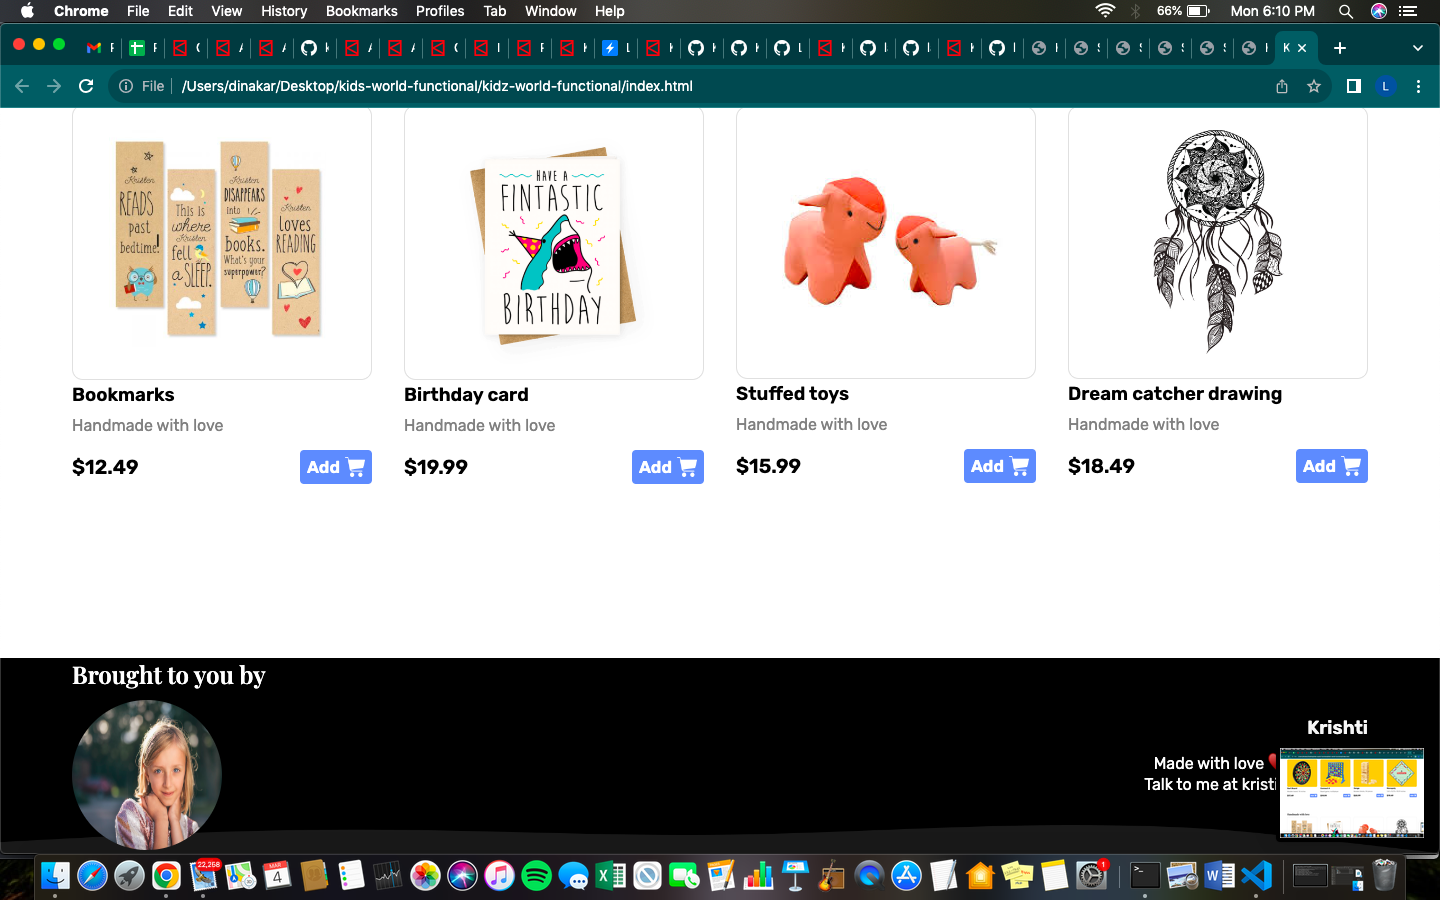 Chrome File Edit View History Bookmarks Profiles Tab Window Help 66% Mon 6:10 PM
File /Users/dinakar/Desktop/kids-world-functional/kidz-world-functional/index.html L
Kristen
READS
past
bedtime!
This is
where
Kristen
fell
a SLEEP.
Kristen
DISAPPEARS
into
books.
What's your
superpower?
Kristen
loves
READING
HAVE A
FINTASTIC
BIRTHDAY
Bookmarks
Handmade with love
$12.49 Add
Birthday card
Handmade with love
$19.99 Add
Stuffed toys
Handmade with love
$15.99 Add
Dream catcher drawing
Handmade with love
$18.49 Add
Brought to you by
Krishti
Made with love
Talk to me at kristi
22,258
MAR
4
1